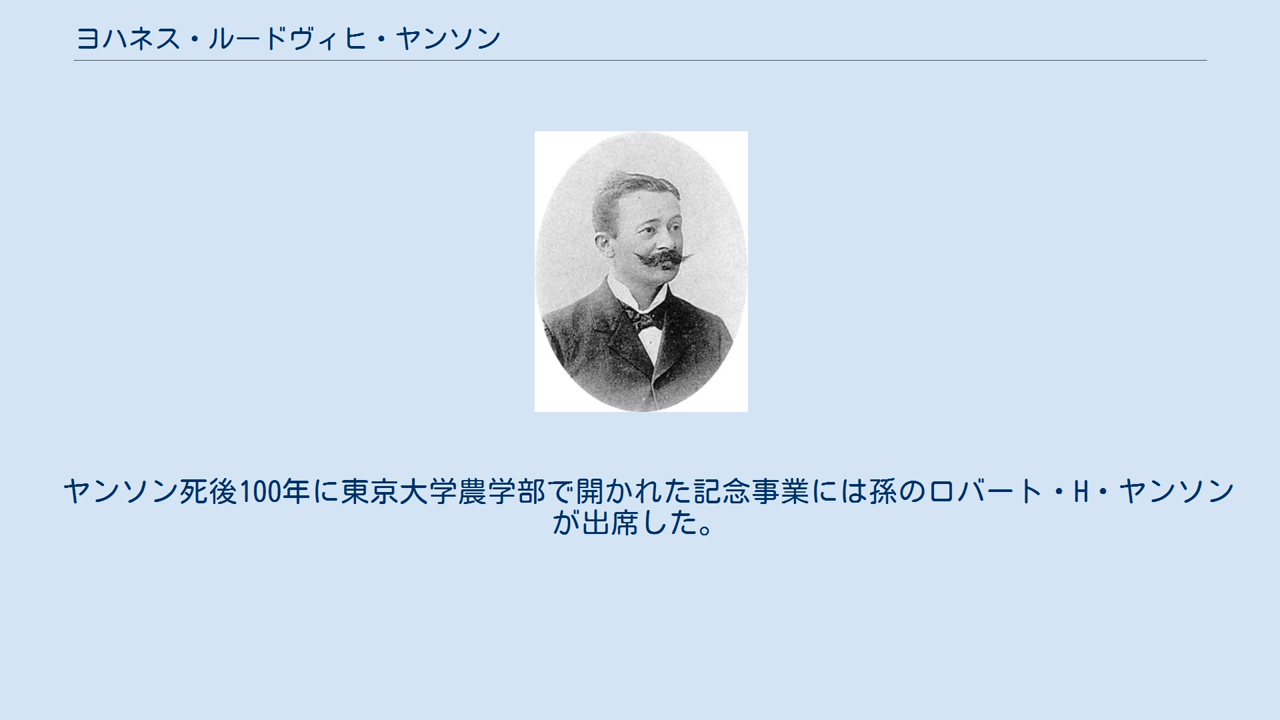 ヨハネス・ルードヴィヒ・ヤンソン
ヤンソン死後100年に東京大学農学部で開かれた記念事業には孫のロバート・H・ヤンソン
が出席した。